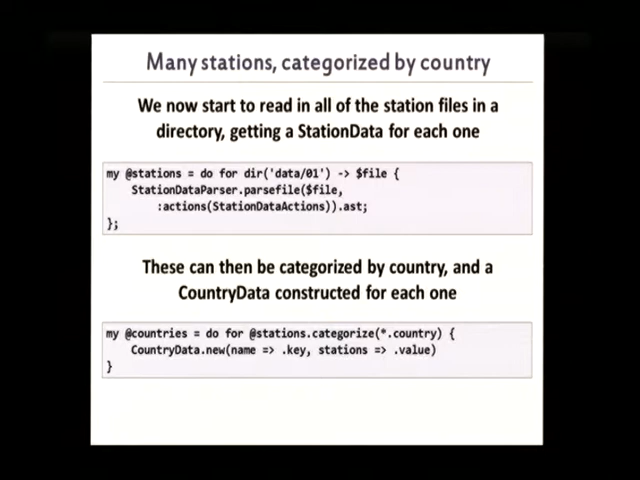 Many stations, categorized by country
We now start to read in all of the station files in a
directory, getting a StationData for each one
my @stations = do for dir('data/01') -> $file {
StationDataParser.parsefile($file,
:actions(StationDataActions)).ast;
};
These can then be categorized by country, and a
CountryData constructed for each one
my @countries = do for @stations.categorize(*.country) {
CountryData.new(name => .key, stations => .value)
}